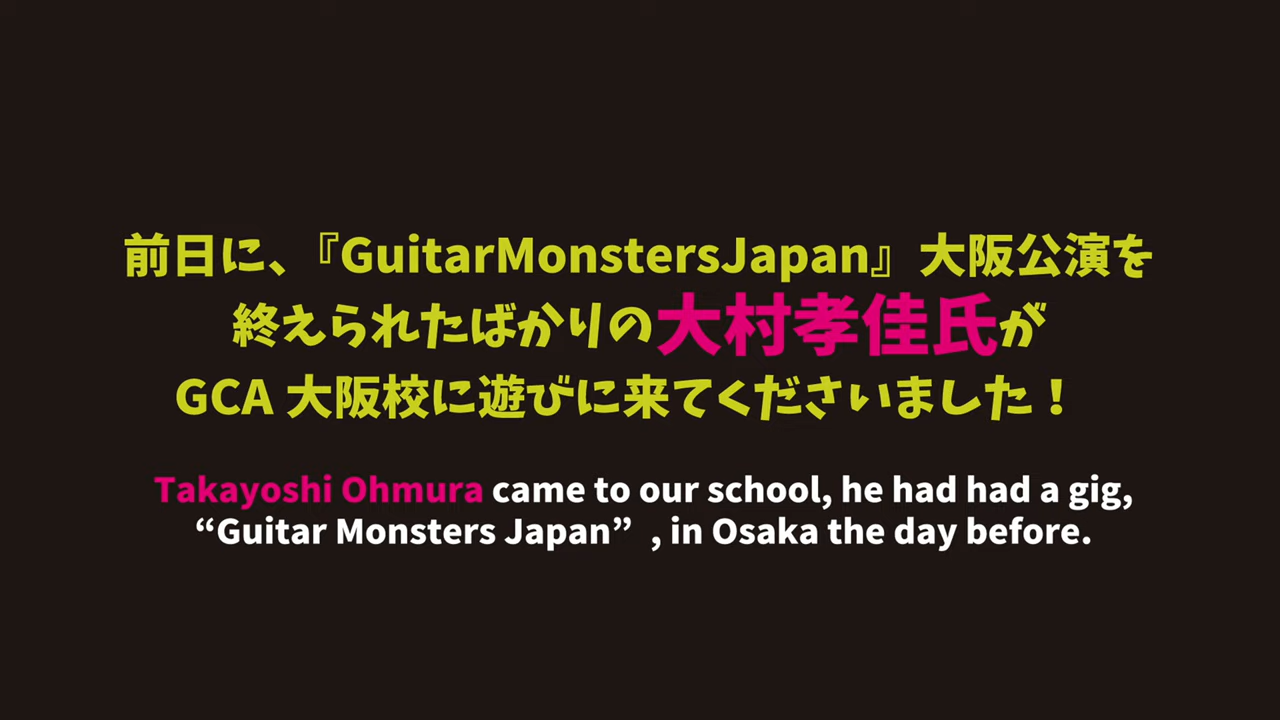 前日に、『GuitarMonstersJapan』大阪公演を
終えられたばかりの大村孝佳氏が
GCA 大阪校に遊びに来てくださいました！
Takayoshi Ohmura came to our school, he had had a gig,
“Guitar Monsters Japan” , in Osaka the day before.